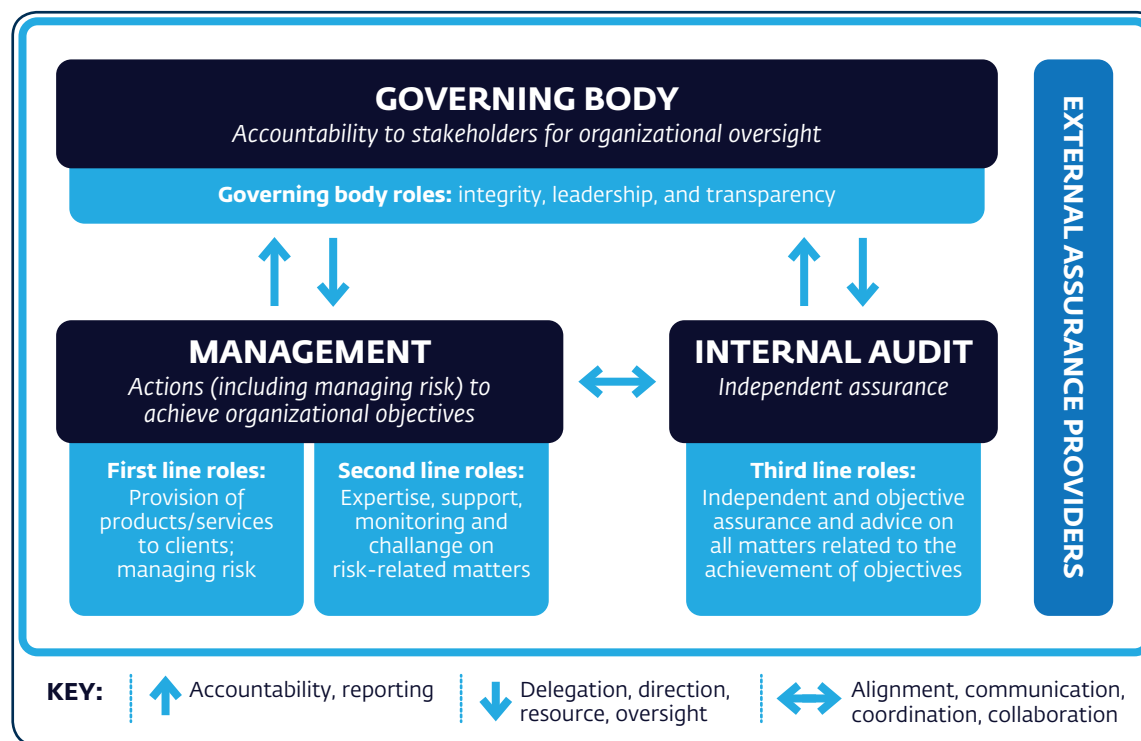 GOVERNING BODY
Accountability to stakeholders for organizational oversight
Governing body roles: integrity, leadership, and transparency
MANAGEMENT
Actions (including managing risk) to
achieve organizational objectives
First line roles:
Provision of
products/services
to clients;
managing risk
Second line roles:
Expertise, support,
monitoring and
challange on
risk-related matters
INTERNAL AUDIT
Independent assurance
Third line roles:
Independent and objective
assurance and advice on
all matters related to the
achievement of objectives
EXTERNAL ASSURANCE PROVIDERS
KEY:
Accountability, reporting
Delegation, direction,
resource, oversight
Alignment, communication,
coordination, collaboration